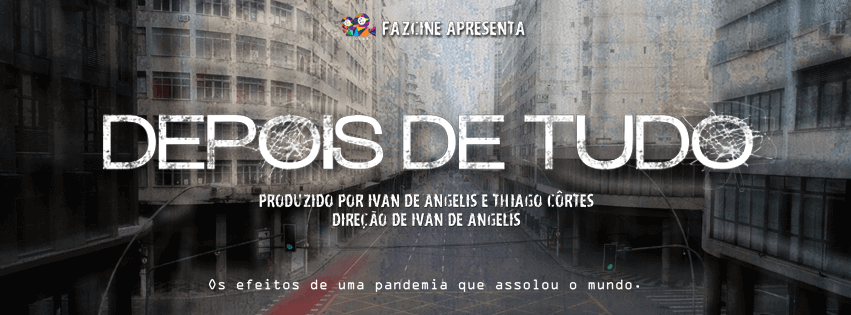 FAZCINE APRESENTA
DEPOIS DE TUDO
PRODUZIDO POR IVAN DE ANGELIS E THIAGO CÔRTES
DIREÇÃO DE IVAN DE ANGELIS
Os efeitos de uma pandemia que assolou o mundo.